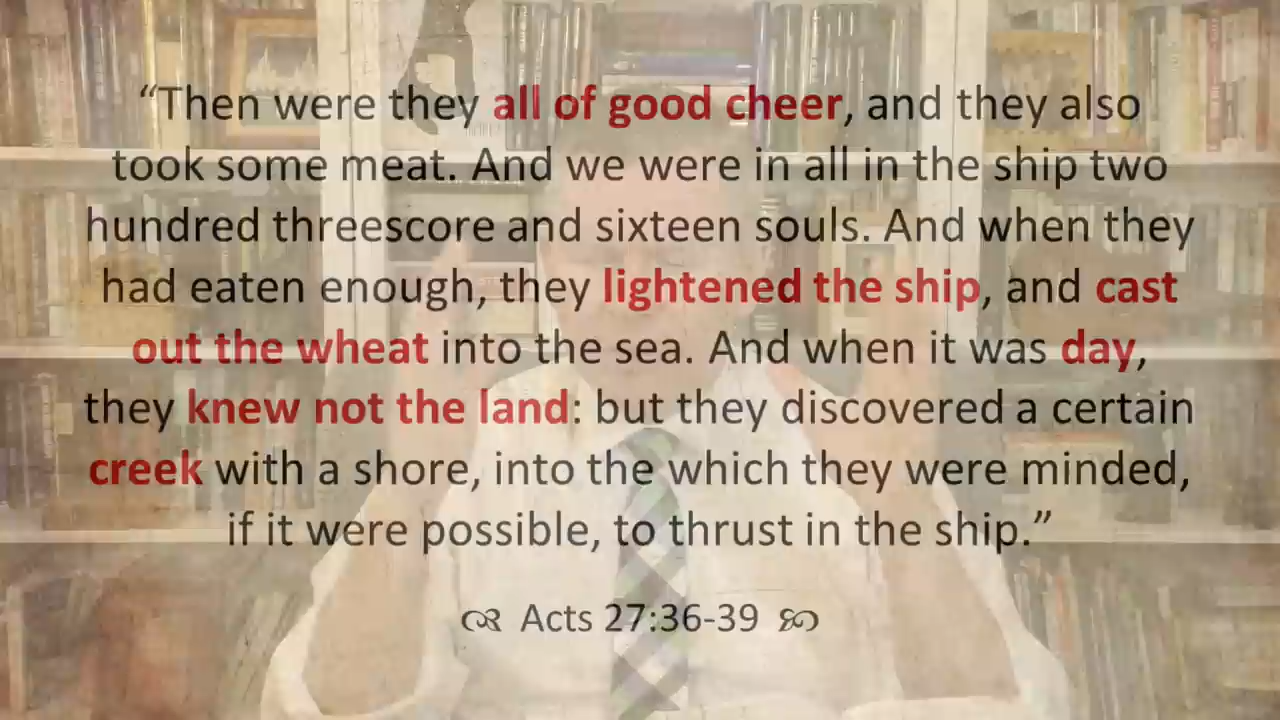 “Then were they all of good cheer, and they also
took some meat. And we were in all in the ship two
hundred threescore and sixteen souls. And when they
had eaten enough, they lightened the ship, and cast
out the wheat into the sea. And when it was day,
they knew not the land: but they discovered a certain
creek with a shore, into the which they were minded,
if it were possible, to thrust in the ship.”
Acts 27:36-39